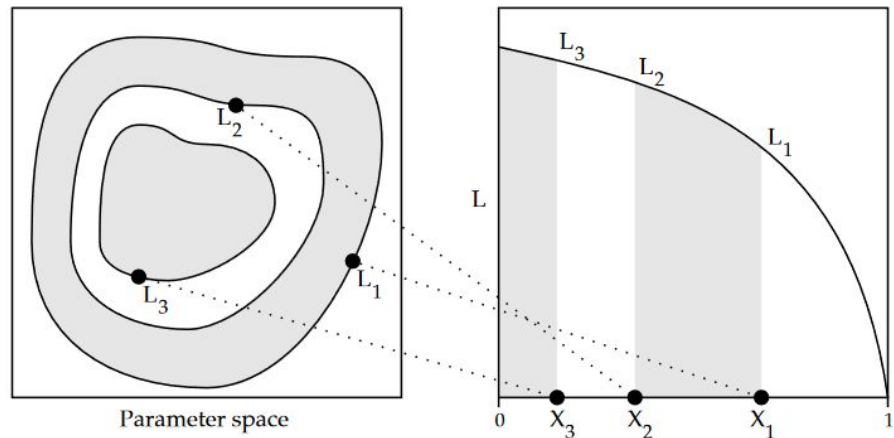 L₂
L₁
L₃
Parameter space
L₃
L₂
L₁
L
0
X₃
X₂
X₁
1